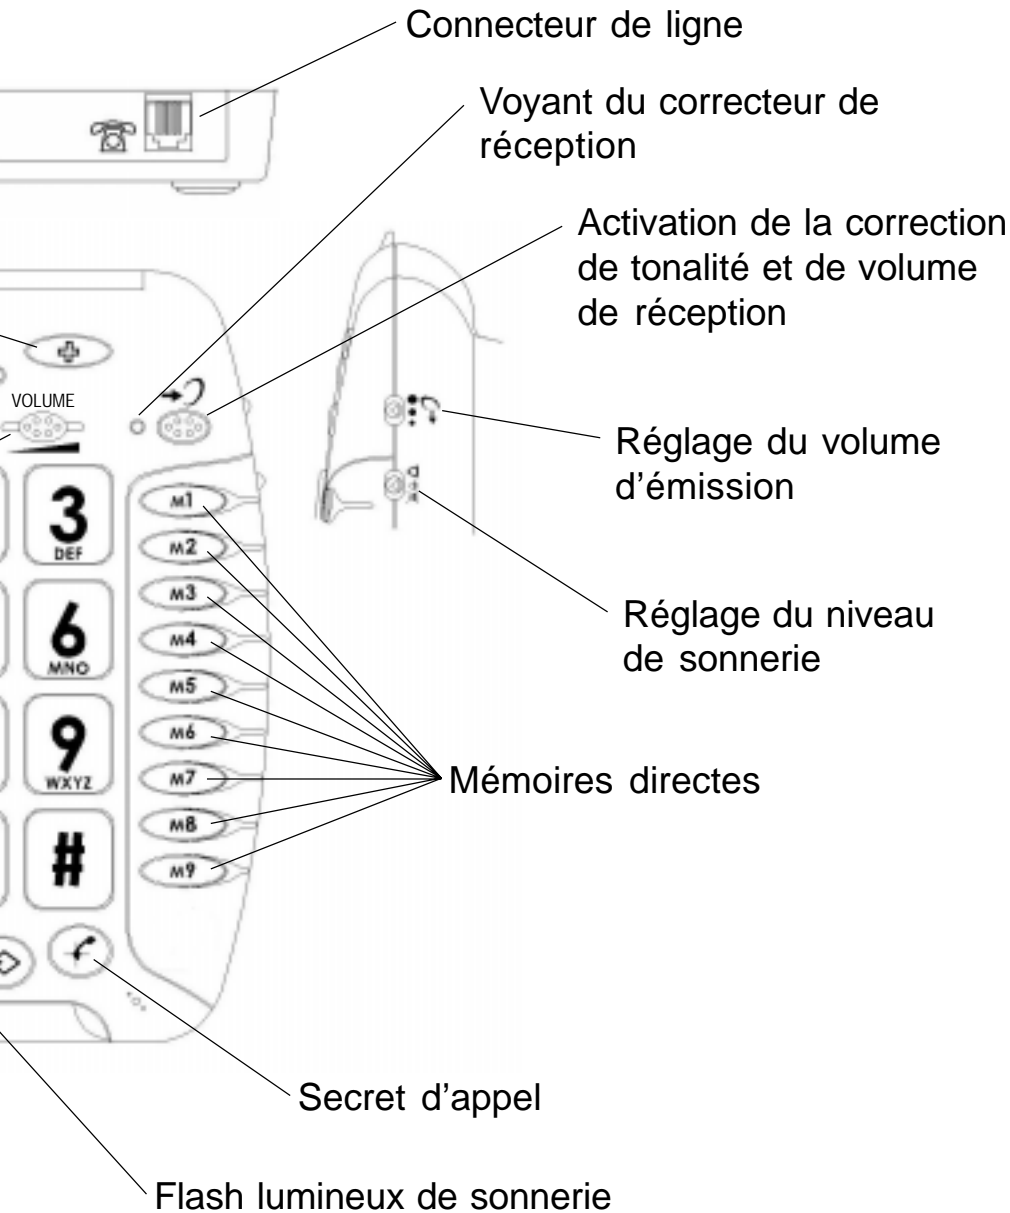 Connecteur de ligne
Voyant du correcteur de
réception
Activation de la correction
de tonalité et de volume
de réception
VOLUME
Réglage du volume
d’émission
3
DEF
M1
M2
M3
6
MNO
M4
M5
Réglage du niveau
de sonnerie
9
WXYZ
M6
M7
Mémoires directes
#
M8
M9
Secret d’appel
Flash lumineux de sonnerie